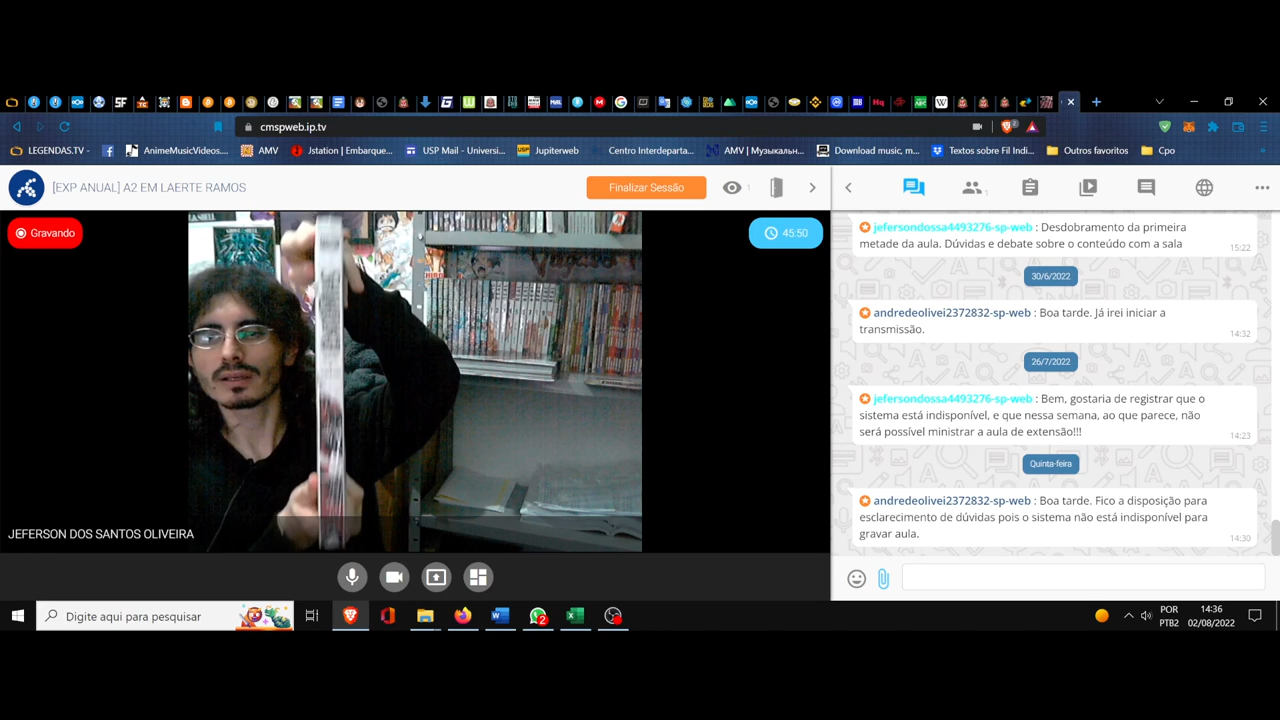 cmspweb.ip.tv
LEGENDAS.TV -
AnimeMusicVideos...
AMV
Jstation | Embarque...
USP Mail - Universi...
Jupiterweb
Centro Interdeparta...
AMV | Музыкальн...
Download music, m...
Textos sobre Fil Indi...
Outros favoritos
Cpo
[EXP ANUAL] A2 EM LAERTE RAMOS
Finalizar Sessão
1
1
Gravando
45:50
JEFERSON DOS SANTOS OLIVEIRA
jefersondossa4493276-sp-web : Desdobramento da primeira
metade da aula. Dúvidas e debate sobre o conteúdo com a sala
15:22
30/6/2022
andredeolivei2372832-sp-web : Boa tarde. Já irei iniciar a
transmissão.
14:32
26/7/2022
jefersondossa4493276-sp-web : Bem, gostaria de registrar que o
sistema está indisponível, e que nessa semana, ao que parece, não
será possível ministrar a aula de extensão!!!
14:23
Quinta-feira
andredeolivei2372832-sp-web : Boa tarde. Fico a disposição para
esclarecimento de dúvidas pois o sistema não está indisponível para
gravar aula.
14:30
Digite aqui para pesquisar
2
POR
PTB2
14:36
02/08/2022